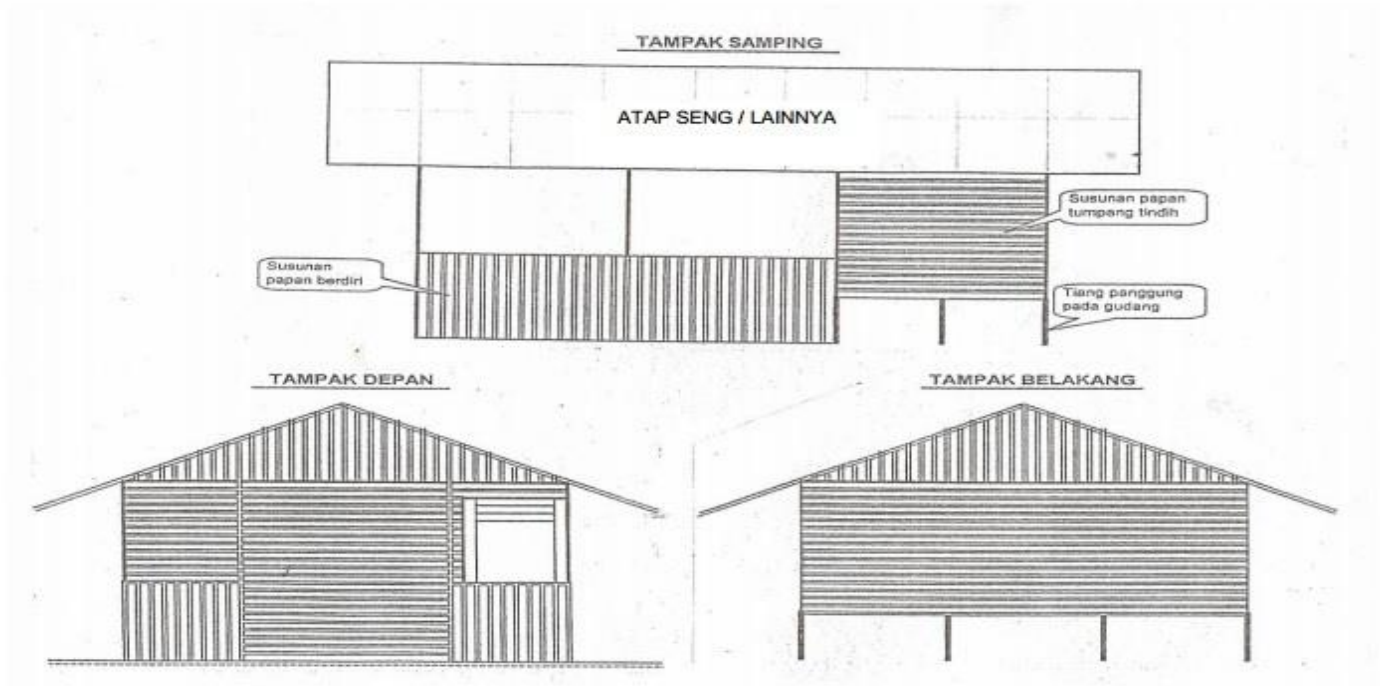 TAMPAK SAMPING
ATAP SENG / LAINNYA
Susunan papan
tumpang tindih
Susunan
papan berdiri
Tiang panggung
pada gudang
TAMPAK DEPAN
TAMPAK BELAKANG